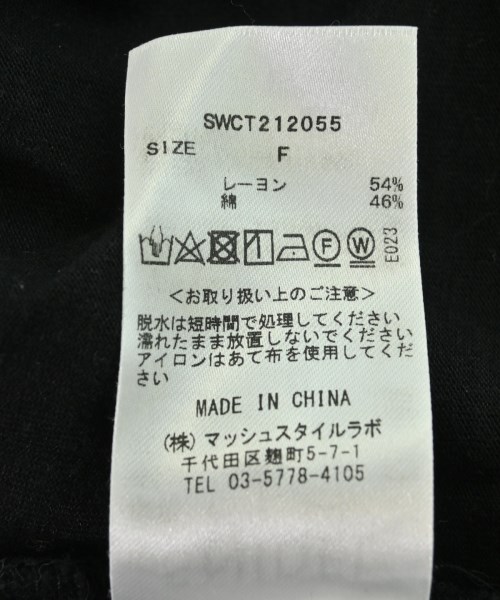 SWCT212055
SIZE F
レーヨン 54%
綿 46%
F W E023
＜お取り扱い上のご注意＞
脱水は短時間で処理してください
濡れたまま放置しないでください
アイロンはあて布を使用してくだ
さい
MADE IN CHINA
(株) マッシュスタイルラボ
千代田区麹町5-7-1
TEL 03-5778-4105